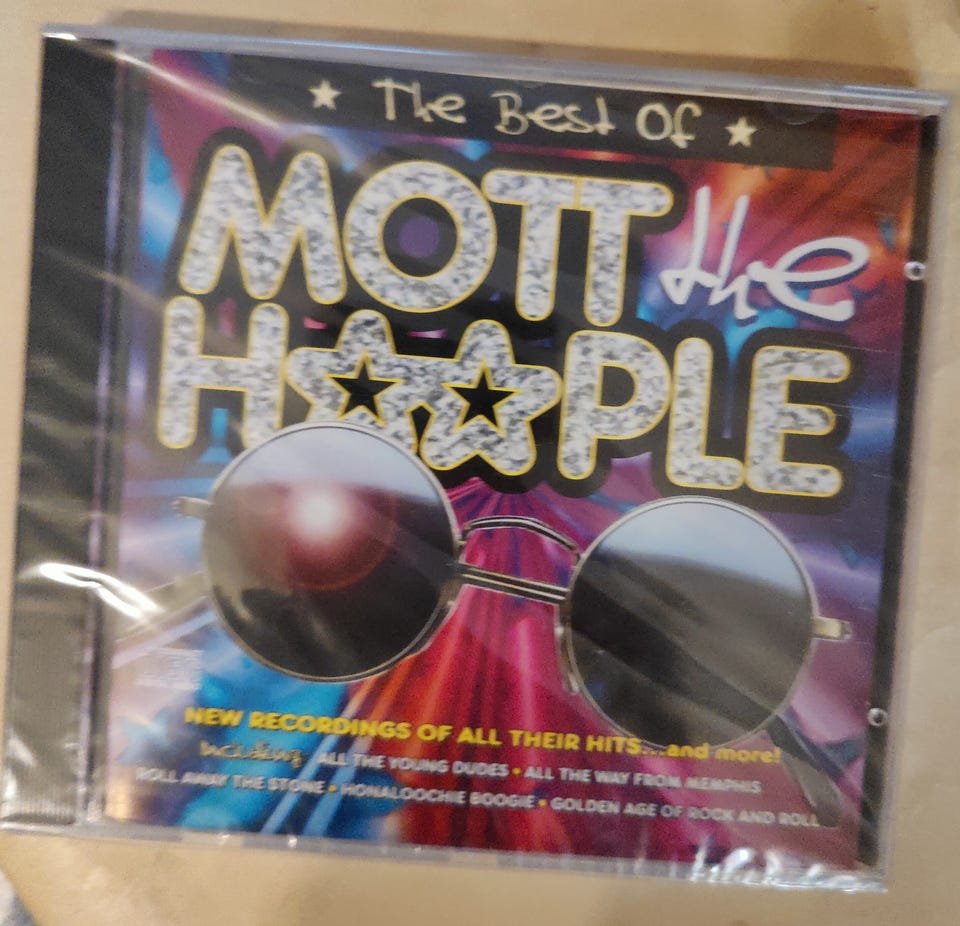 The Best Of
MOTT the
HOOPLE
NEW RECORDINGS OF ALL THEIR HITS...and more!
Including ALL THE YOUNG DUDES • ALL THE WAY FROM MEMPHIS
ROLL AWAY THE STONE • HONALOOCHIE BOOGIE • GOLDEN AGE OF ROCK AND ROLL